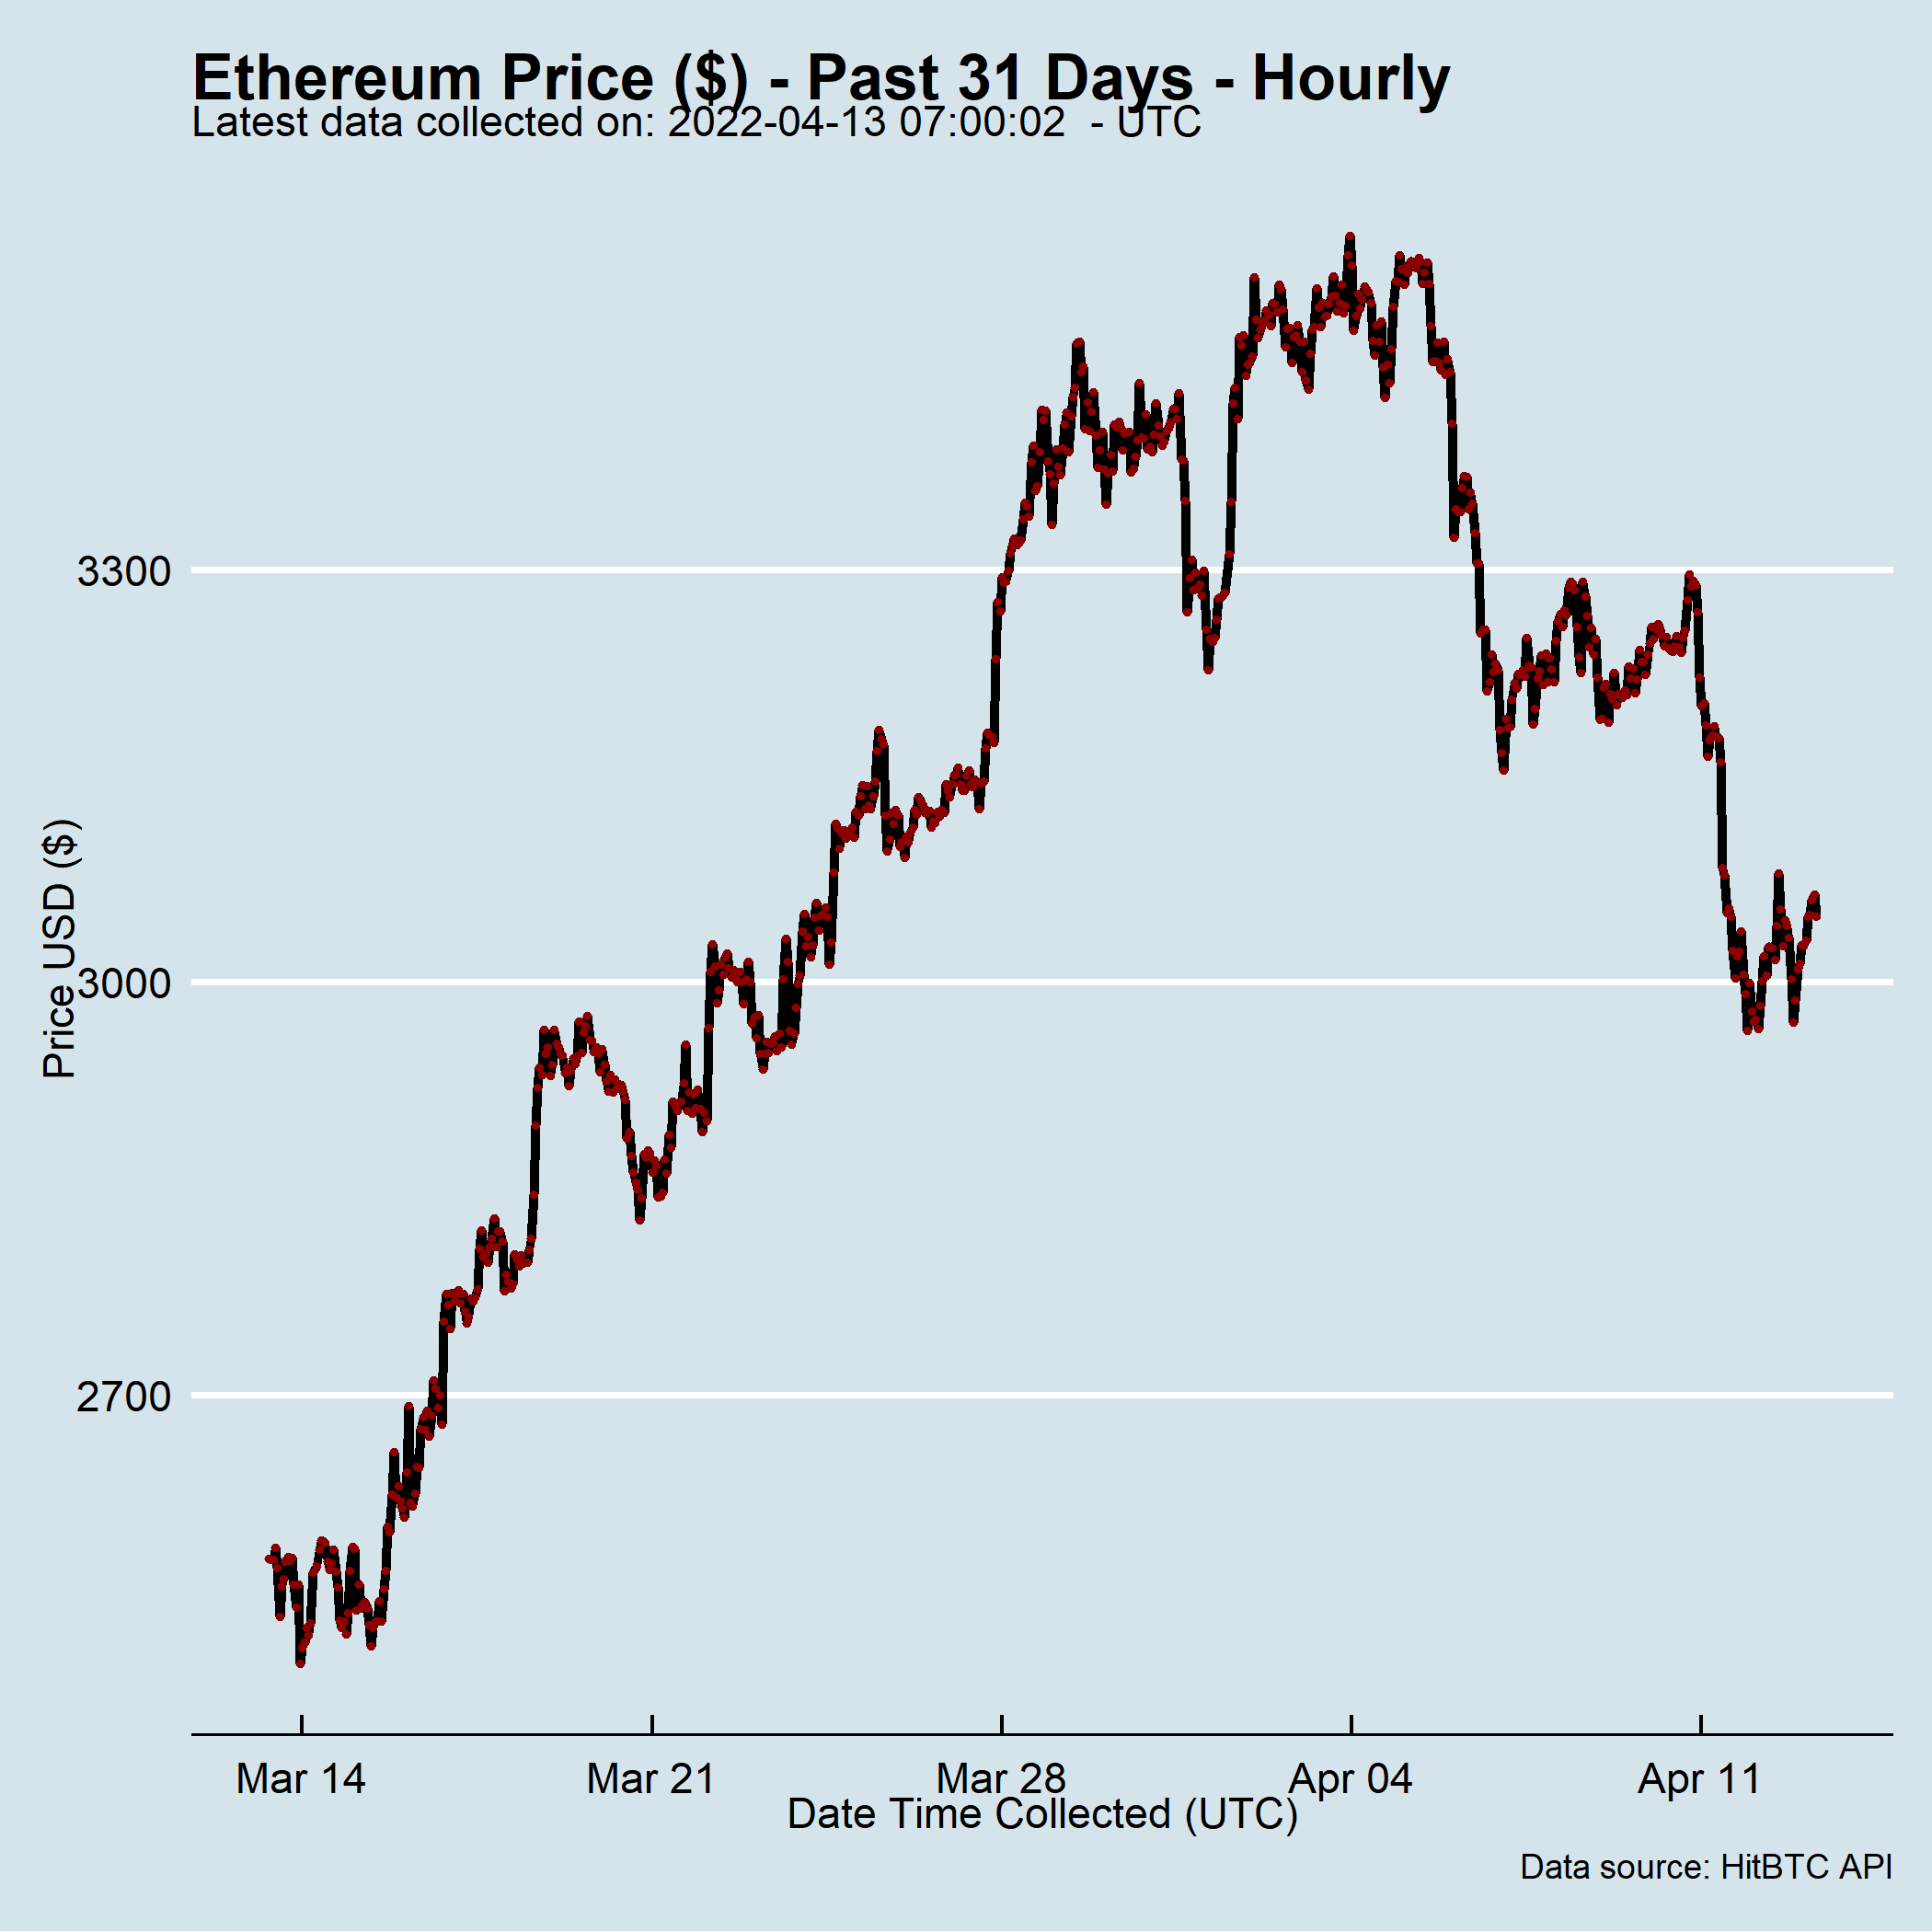 Ethereum Price ($) - Past 31 Days - Hourly
Latest data collected on: 2022-04-13 07:00:02  - UTC
Price USD ($)
3300
3000
2700
Mar 14
Mar 21
Mar 28
Apr 04
Apr 11
Date Time Collected (UTC)
Data source: HitBTC API